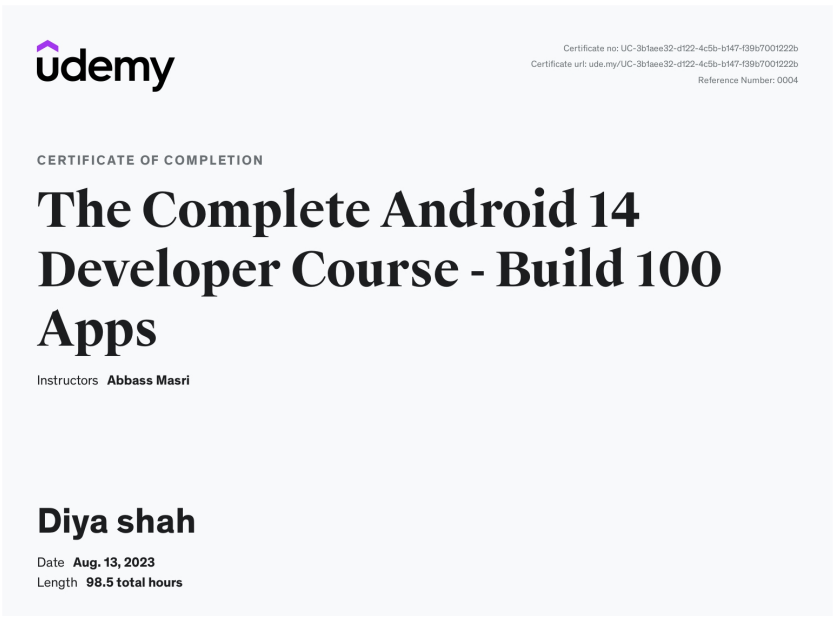 udemy
Certificate no: UC-3b1aee32-d122-4c5b-b147-f39b7001222b
Certificate url: ude.my/UC-3b1aee32-d122-4c5b-b147-f39b7001222b
Reference Number: 0004
CERTIFICATE OF COMPLETION
The Complete Android 14
Developer Course - Build 100
Apps
Instructors Abbass Masri
Diya shah
Date Aug. 13, 2023
Length 98.5 total hours